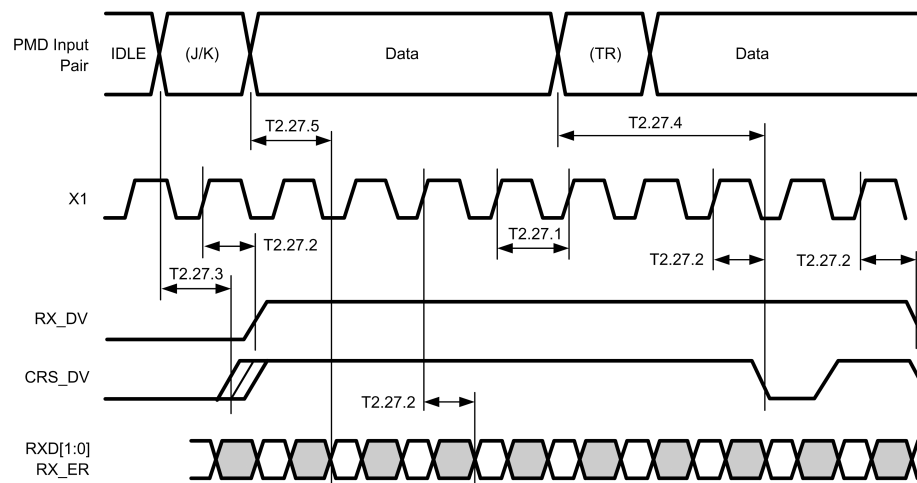 PMD Input
Pair
IDLE
(J/K)
Data
(TR)
Data
T2.27.5
T2.27.4
X1
T2.27.2
T2.27.1
T2.27.2
T2.27.2
T2.27.3
RX_DV
CRS_DV
T2.27.2
RXD[1:0]
RX_ER